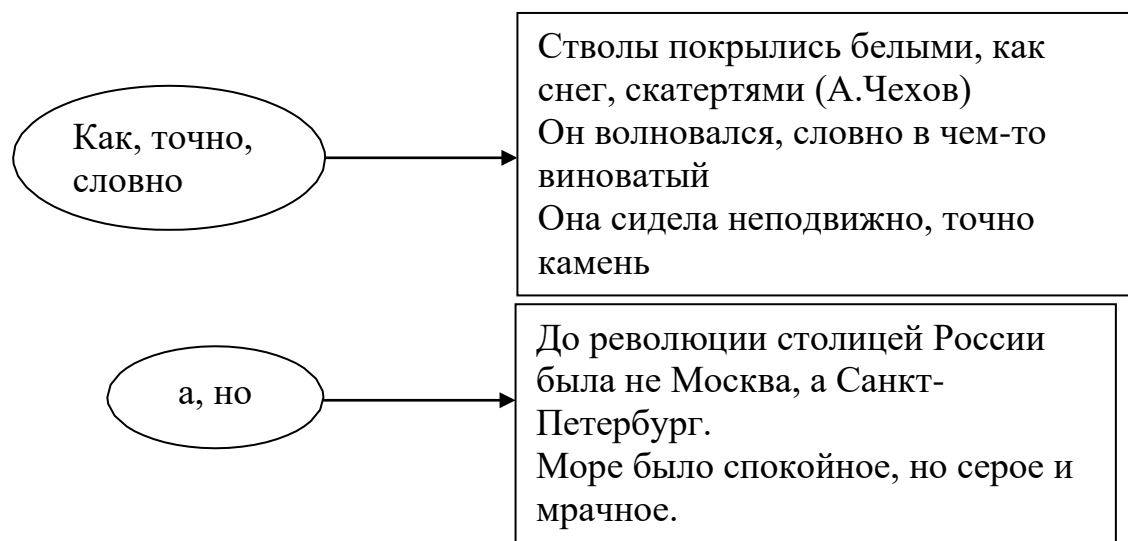 Как, точно,
словно
Стволы покрылись белыми, как
снег, скатертями (А.Чехов)
Он волновался, словно в чем-то
виноватый
Она сидела неподвижно, точно
камень
а, но
До революции столицей России
была не Москва, а Санкт-
Петербург.
Море было спокойное, но серое и
мрачное.